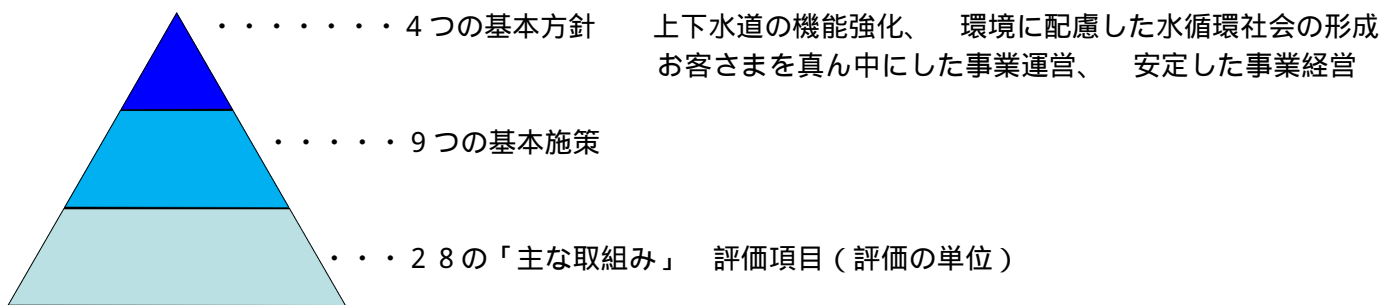 ・・・・・・・４つの基本方針　上下水道の機能強化、　環境に配慮した水循環社会の形成
お客さまを真ん中にした事業運営、　安定した事業経営
・・・・・９つの基本施策
・・・２８の「主な取組み」　評価項目（評価の単位）